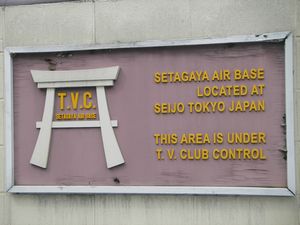 T.V.C.
SETAGAYA AIR BASE
SETAGAYA AIR BASE
LOCATED AT
SEIJO TOKYO JAPAN
THIS AREA IS UNDER
T. V. CLUB CONTROL